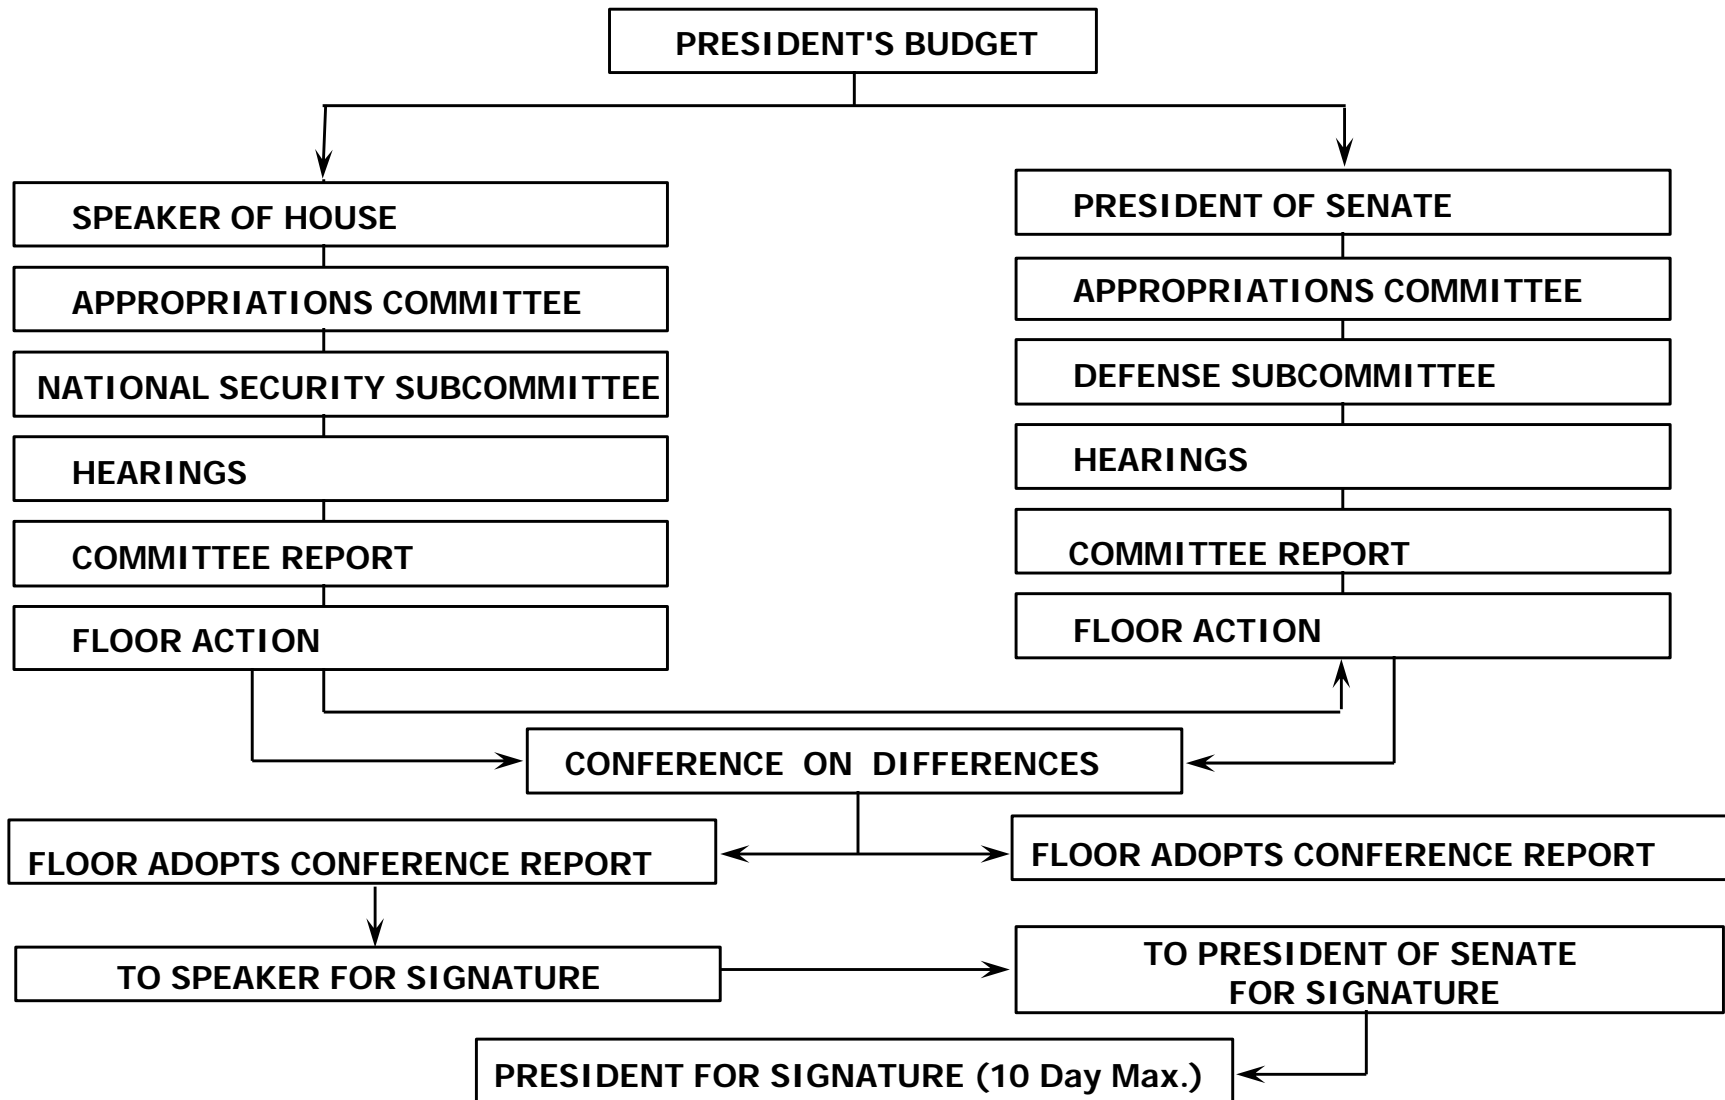 PRESIDENT'S BUDGET
SPEAKER OF HOUSE
APPROPRIATIONS COMMITTEE
NATIONAL SECURITY SUBCOMMITTEE
HEARINGS
COMMITTEE REPORT
FLOOR ACTION
PRESIDENT OF SENATE
APPROPRIATIONS COMMITTEE
DEFENSE SUBCOMMITTEE
HEARINGS
COMMITTEE REPORT
FLOOR ACTION
CONFERENCE ON DIFFERENCES
FLOOR ADOPTS CONFERENCE REPORT
FLOOR ADOPTS CONFERENCE REPORT
TO SPEAKER FOR SIGNATURE
TO PRESIDENT OF SENATE
FOR SIGNATURE
PRESIDENT FOR SIGNATURE (10 Day Max.)